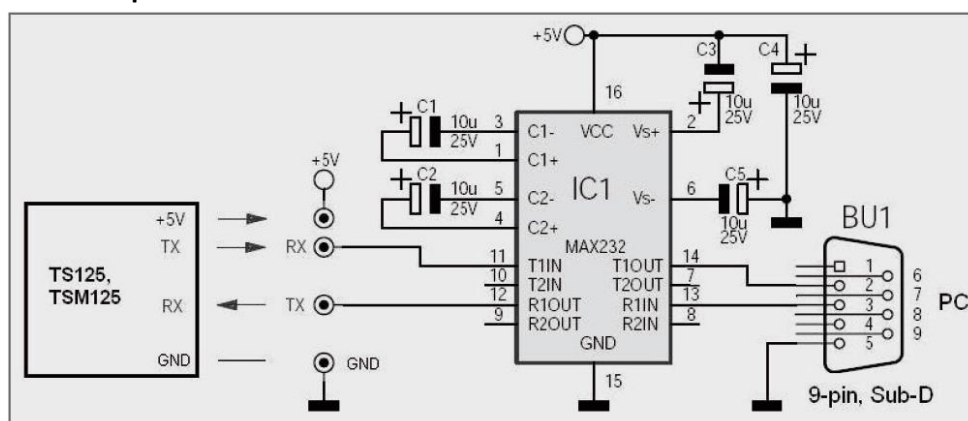 +5V
C3
C4
+
+
10u
25V
10u
25V
16
2
VCC
Vs+
C1
+
10u
25V
3
1
C1-
C1+
C2
+
10u
25V
5
4
C2-
C2+
IC1
MAX232
6
Vs-
C5
+
10u
25V
+5V
TS125,
TSM125
+5V
TX
RX
GND
RX
TX
GND
11
10
12
9
T1IN
T2IN
R1OUT
R2OUT
T1OUT
T2OUT
R1IN
R2IN
14
7
13
8
GND
15
BU1
1
2
3
4
5
6
7
8
9
PC
9-pin, Sub-D